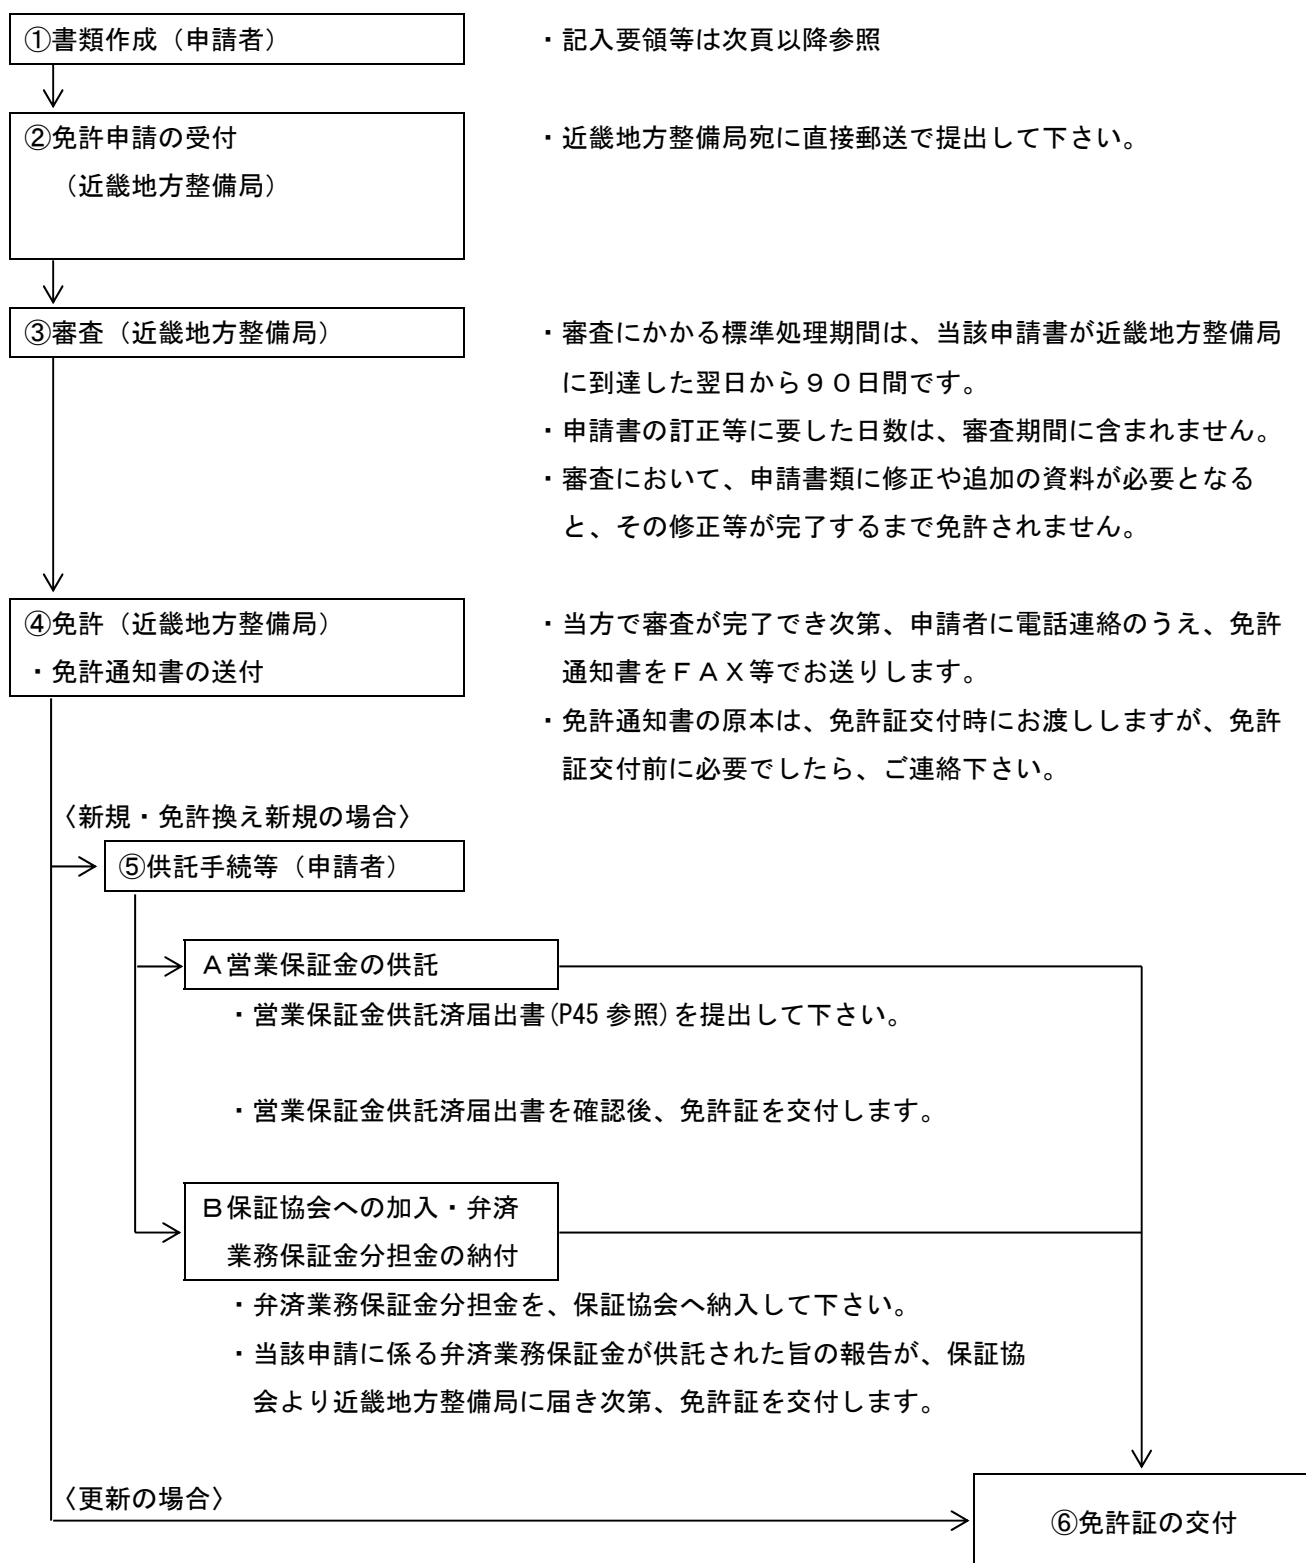 ①書類作成（申請者）
・記入要領等は次頁以降参照
②免許申請の受付
（近畿地方整備局）
・近畿地方整備局宛に直接郵送で提出して下さい。
③審査（近畿地方整備局）
・審査にかかる標準処理期間は、当該申請書が近畿地方整備局
に到達した翌日から９０日間です。
・申請書の訂正等に要した日数は、審査期間に含まれません。
・審査において、申請書類に修正や追加の資料が必要となる
と、その修正等が完了するまで免許されません。
④免許（近畿地方整備局）
・免許通知書の送付
・当方で審査が完了でき次第、申請者に電話連絡のうえ、免許
通知書をＦＡＸ等でお送りします。
・免許通知書の原本は、免許証交付時にお渡ししますが、免許
証交付前に必要でしたら、ご連絡下さい。
〈新規・免許換え新規の場合〉
⑤供託手続等（申請者）
Ａ営業保証金の供託
・営業保証金供託済届出書(P45 参照)を提出して下さい。
・営業保証金供託済届出書を確認後、免許証を交付します。
Ｂ保証協会への加入・弁済
業務保証金分担金の納付
・弁済業務保証金分担金を、保証協会へ納入して下さい。
・当該申請に係る弁済業務保証金が供託された旨の報告が、保証協
会より近畿地方整備局に届き次第、免許証を交付します。
〈更新の場合〉
⑥免許証の交付